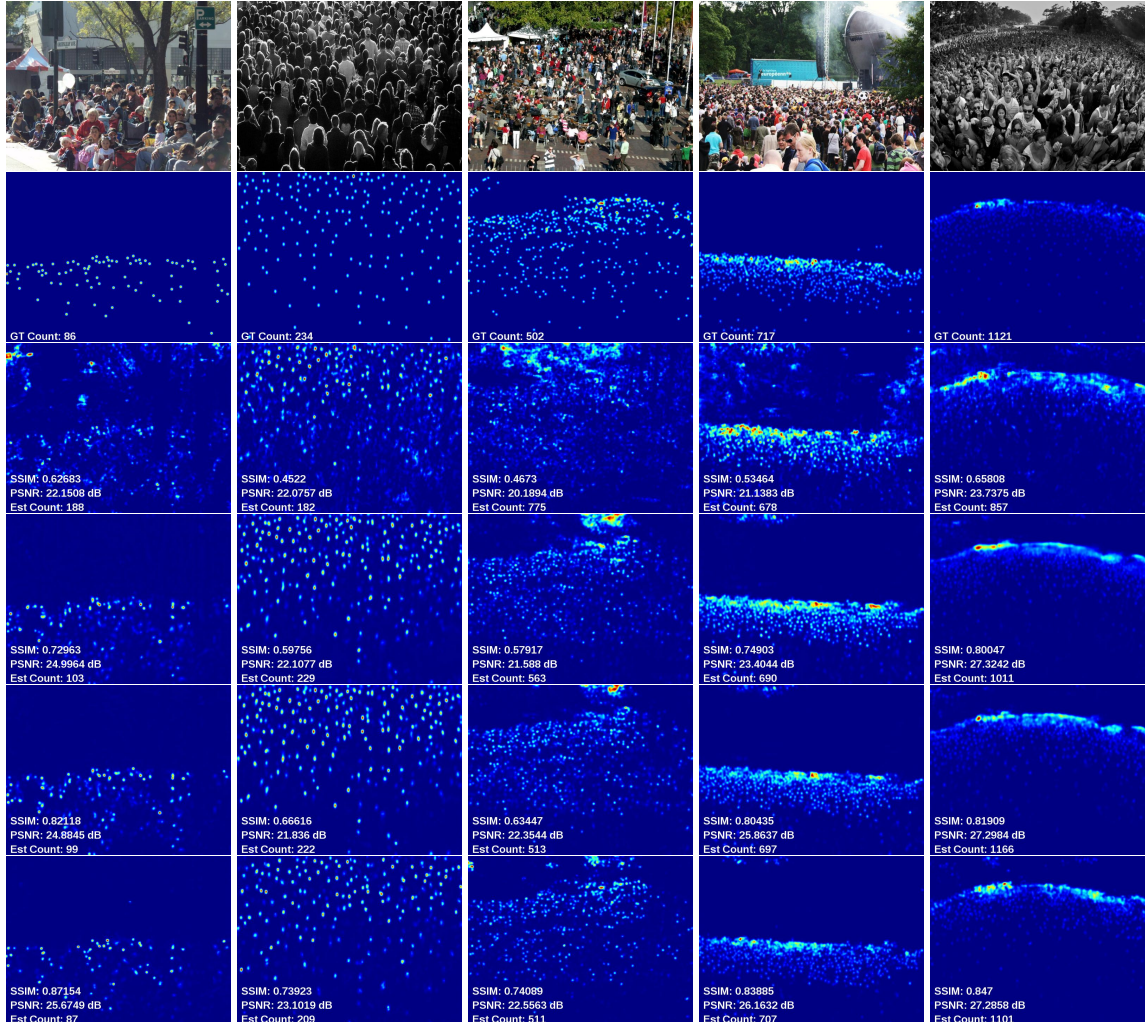 P
GT Count: 86
GT Count: 234
GT Count: 502
GT Count: 717
GT Count: 1121
SSIM: 0.62683
PSNR: 22.1508 dB
Est Count: 188
SSIM: 0.4522
PSNR: 22.0757 dB
Est Count: 182
SSIM: 0.4673
PSNR: 20.1894 dB
Est Count: 775
SSIM: 0.53464
PSNR: 21.1383 dB
Est Count: 678
SSIM: 0.65808
PSNR: 23.7375 dB
Est Count: 857
SSIM: 0.72963
PSNR: 24.9964 dB
Est Count: 103
SSIM: 0.59756
PSNR: 22.1077 dB
Est Count: 229
SSIM: 0.57917
PSNR: 21.588 dB
Est Count: 563
SSIM: 0.74903
PSNR: 23.4044 dB
Est Count: 690
SSIM: 0.80047
PSNR: 27.3242 dB
Est Count: 1011
SSIM: 0.82118
PSNR: 24.8845 dB
Est Count: 99
SSIM: 0.66616
PSNR: 21.836 dB
Est Count: 222
SSIM: 0.63447
PSNR: 22.3544 dB
Est Count: 513
SSIM: 0.80435
PSNR: 25.8637 dB
Est Count: 697
SSIM: 0.81909
PSNR: 27.2984 dB
Est Count: 1166
SSIM: 0.87154
PSNR: 25.6749 dB
Est Count: 87
SSIM: 0.73923
PSNR: 23.1019 dB
Est Count: 209
SSIM: 0.74089
PSNR: 22.5563 dB
Est Count: 511
SSIM: 0.83885
PSNR: 26.1632 dB
Est Count: 707
SSIM: 0.847
PSNR: 27.2858 dB
Est Count: 1101